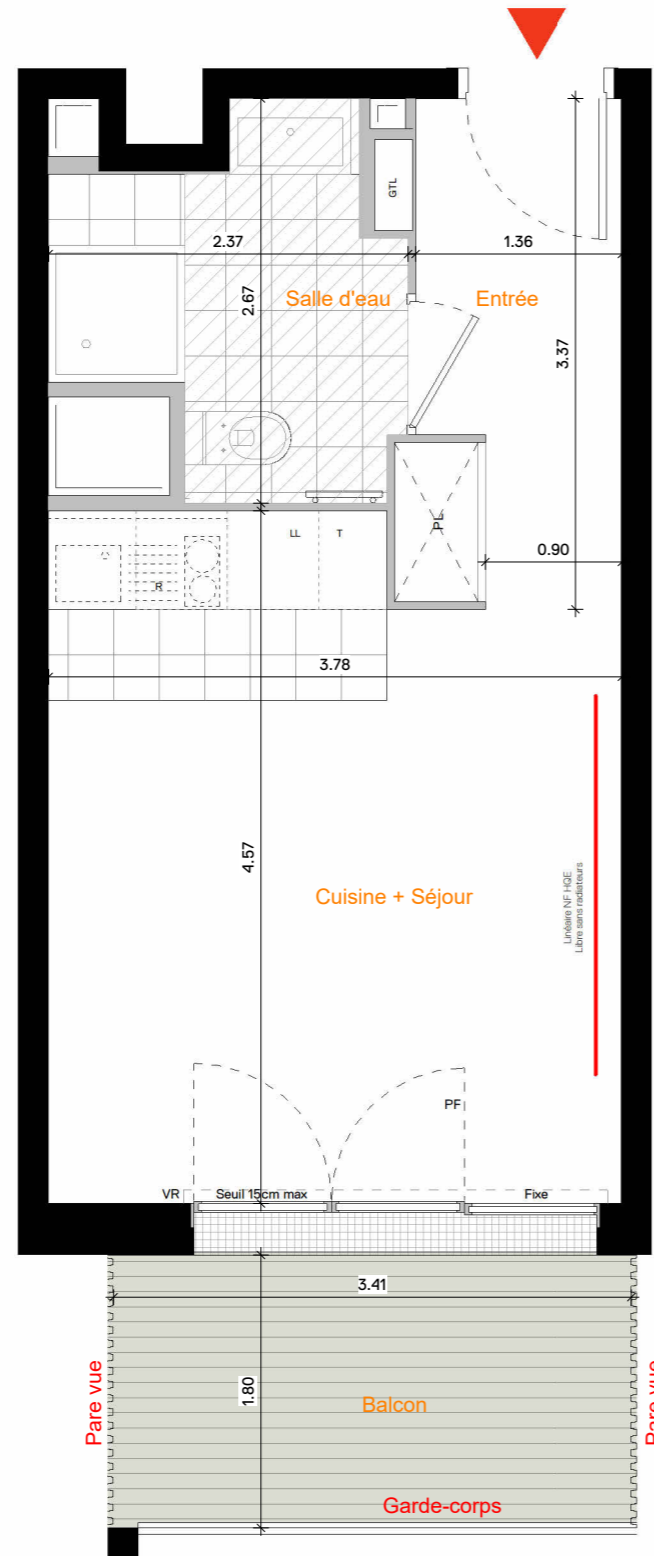 GTL
2.37
1.36
2.67
Salle d'eau
Entrée
3.37
PL
LL
T
0.90
R
3.78
4.57
Cuisine + Séjour
Linéaire NF HQE
Libre sans radiateurs
PF
VR
Seuil 15cm max
Fixe
3.41
1.80
Pare vue
Balcon
Pare vue
Garde-corps